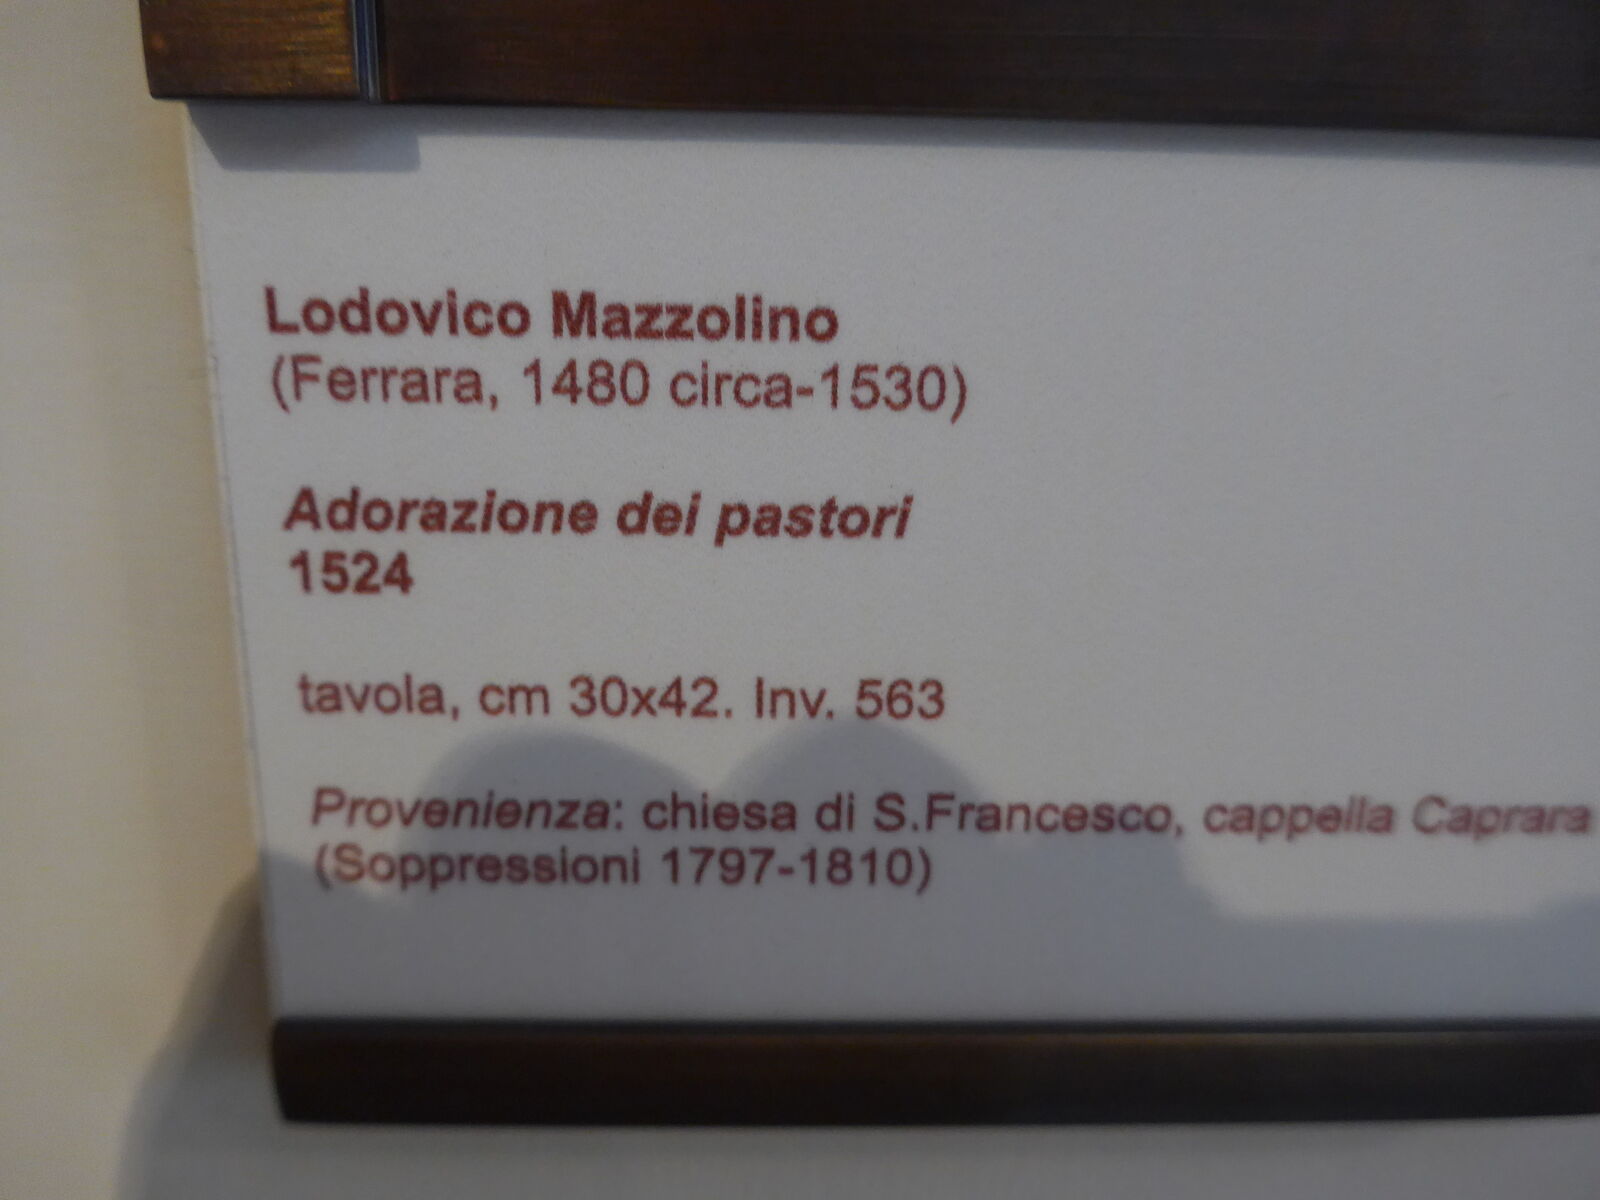 Lodovico Mazzolino
(Ferrara, 1480 circa-1530)
Adorazione dei pastori
1524
tavola, cm 30x42. Inv. 563
Provenienza: chiesa di S.Francesco, cappella Caprara
(Soppressioni 1797-1810)